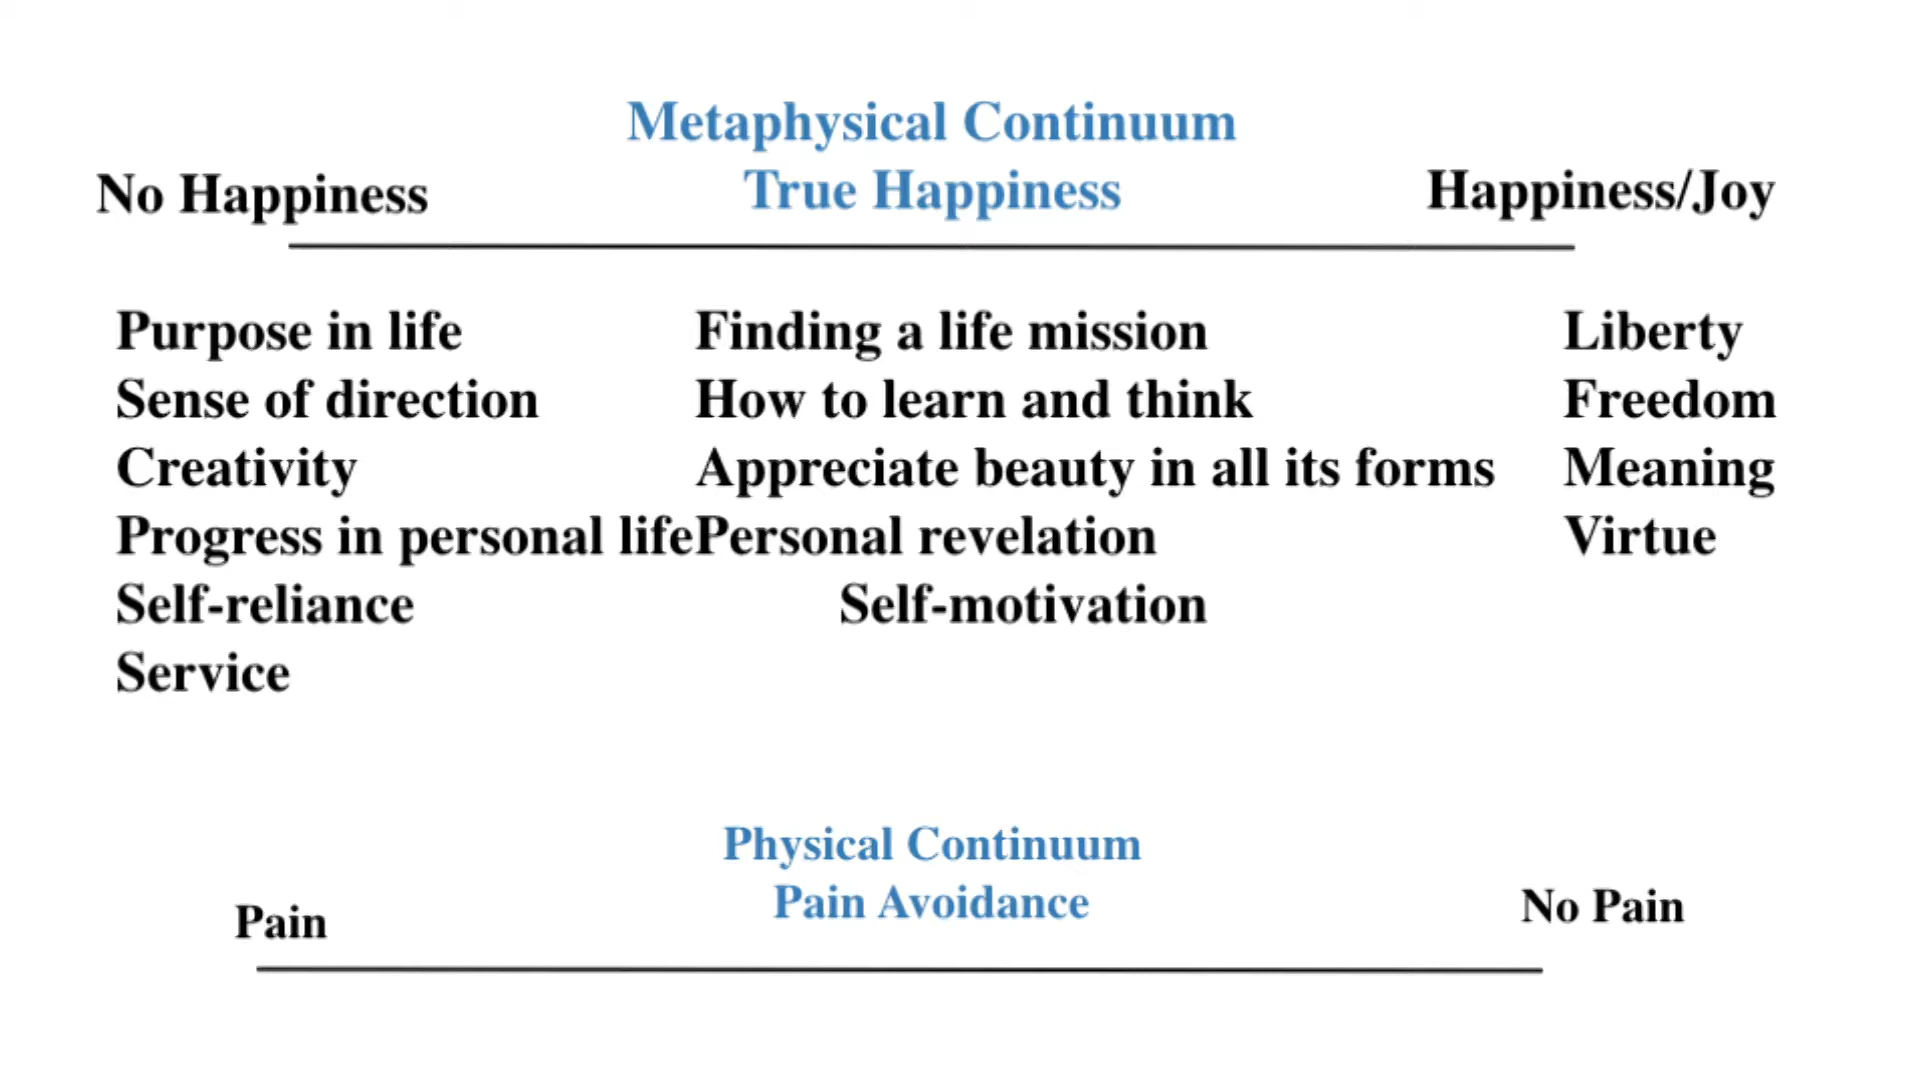 Metaphysical Continuum
No Happiness True Happiness Happiness/Joy
Purpose in life Finding a life mission Liberty
Sense of direction How to learn and think Freedom
Creativity Appreciate beauty in all its forms Meaning
Progress in personal life Personal revelation Virtue
Self-reliance Self-motivation
Service
Physical Continuum
Pain Pain Avoidance No Pain